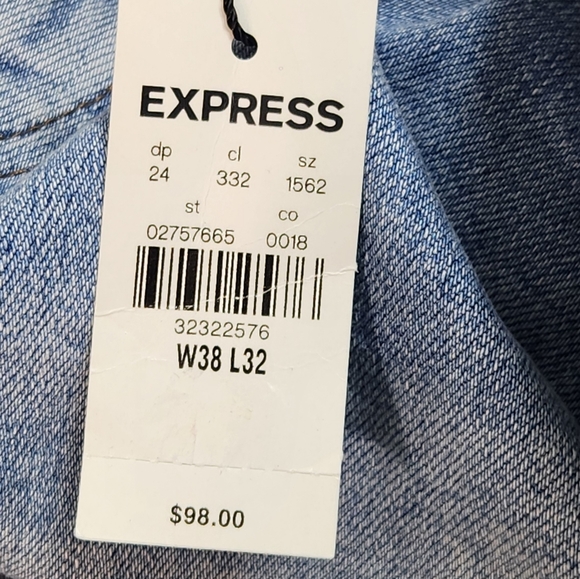 EXPRESS
dp cl sz
24 332 1562
st co
02757665 0018
32322576
W38 L32
$98.00